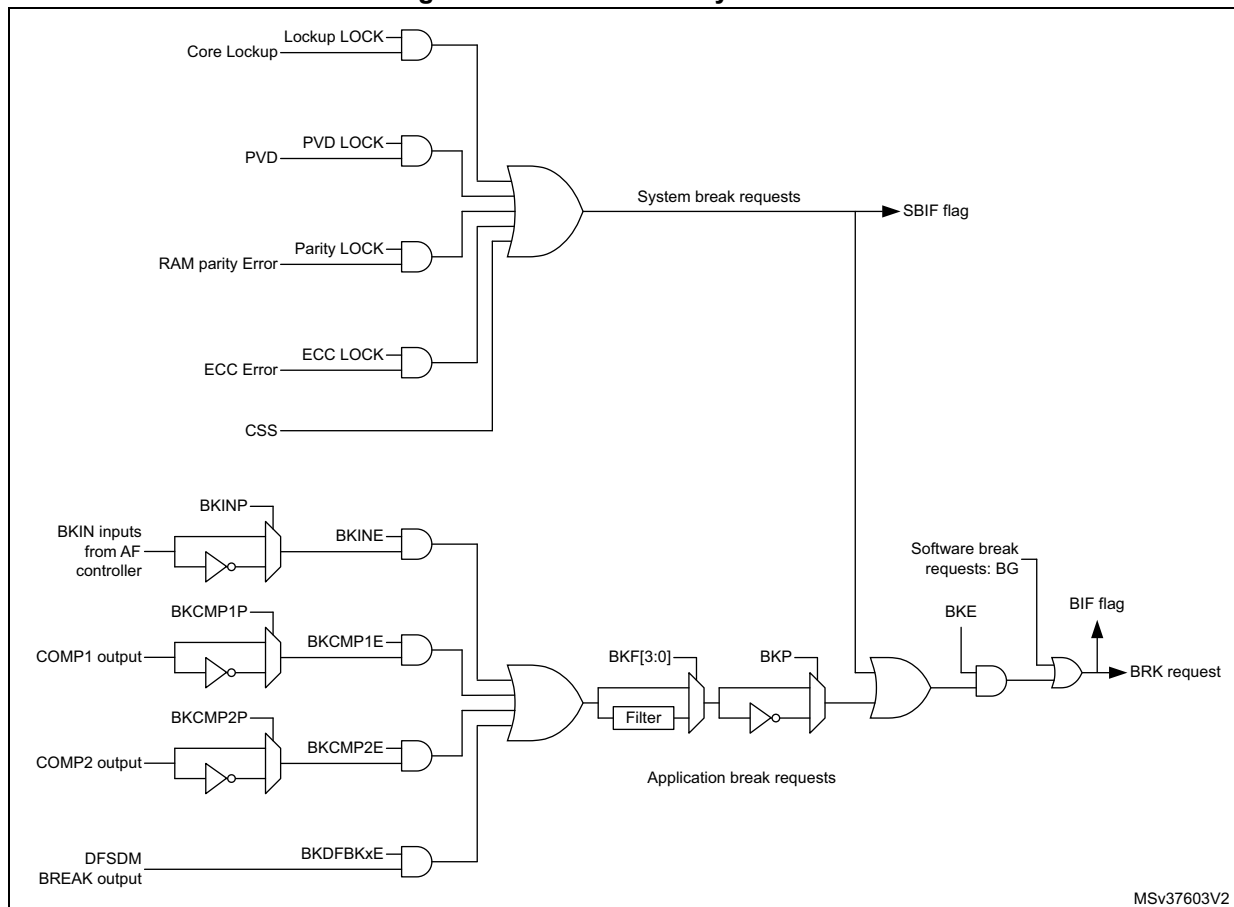 Lockup LOCK
Core Lockup
PVD LOCK
PVD
System break requests
SBIF flag
Parity LOCK
RAM parity Error
ECC LOCK
ECC Error
CSS
BKINP
BKIN inputs
from AF
controller
BKINE
Software break
requests: BG
BIF flag
BKCMP1P
BKCMP1E
COMP1 output
BKF[3:0]
BKP
BKE
BRK request
Filter
BKCMP2P
BKCMP2E
COMP2 output
Application break requests
DFSDM
BREAK output
BKDFBKxE
MSv37603V2